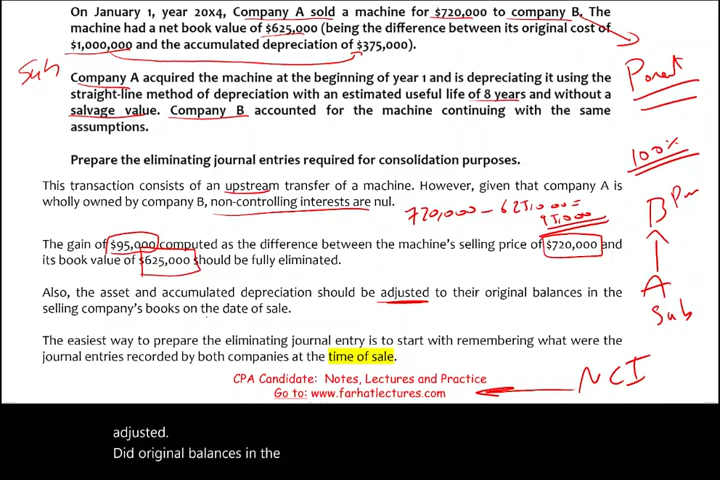 On January 1, year 20X4, Company A sold a machine for $720,000 to company B. The
machine had a net book value of $625,000 (being the difference between its original cost of
$1,000,000 and the accumulated depreciation of $375,000).
Sub
Parent
Company A acquired the machine at the beginning of year 1 and is depreciating it using the
straight-line method of depreciation with an estimated useful life of 8 years and without a
salvage value. Company B accounted for the machine continuing with the same
assumptions.
100%
Prepare the eliminating journal entries required for consolidation purposes.
This transaction consists of an upstream transfer of a machine. However, given that company A is
wholly owned by company B, non-controlling interests are nul.
720,000 - 625,000 =
95,000
B Par
The gain of $95,000 computed as the difference between the machine's selling price of $720,000 and
its book value of $625,000 should be fully eliminated.
A
Sub
Also, the asset and accumulated depreciation should be adjusted to their original balances in the
selling company's books on the date of sale.
The easiest way to prepare the eliminating journal entry is to start with remembering what were the
journal entries recorded by both companies at the time of sale.
NCI
CPA Candidate: Notes, Lectures and Practice
Go to: www.farhatlectures.com
adjusted.
Did original balances in the